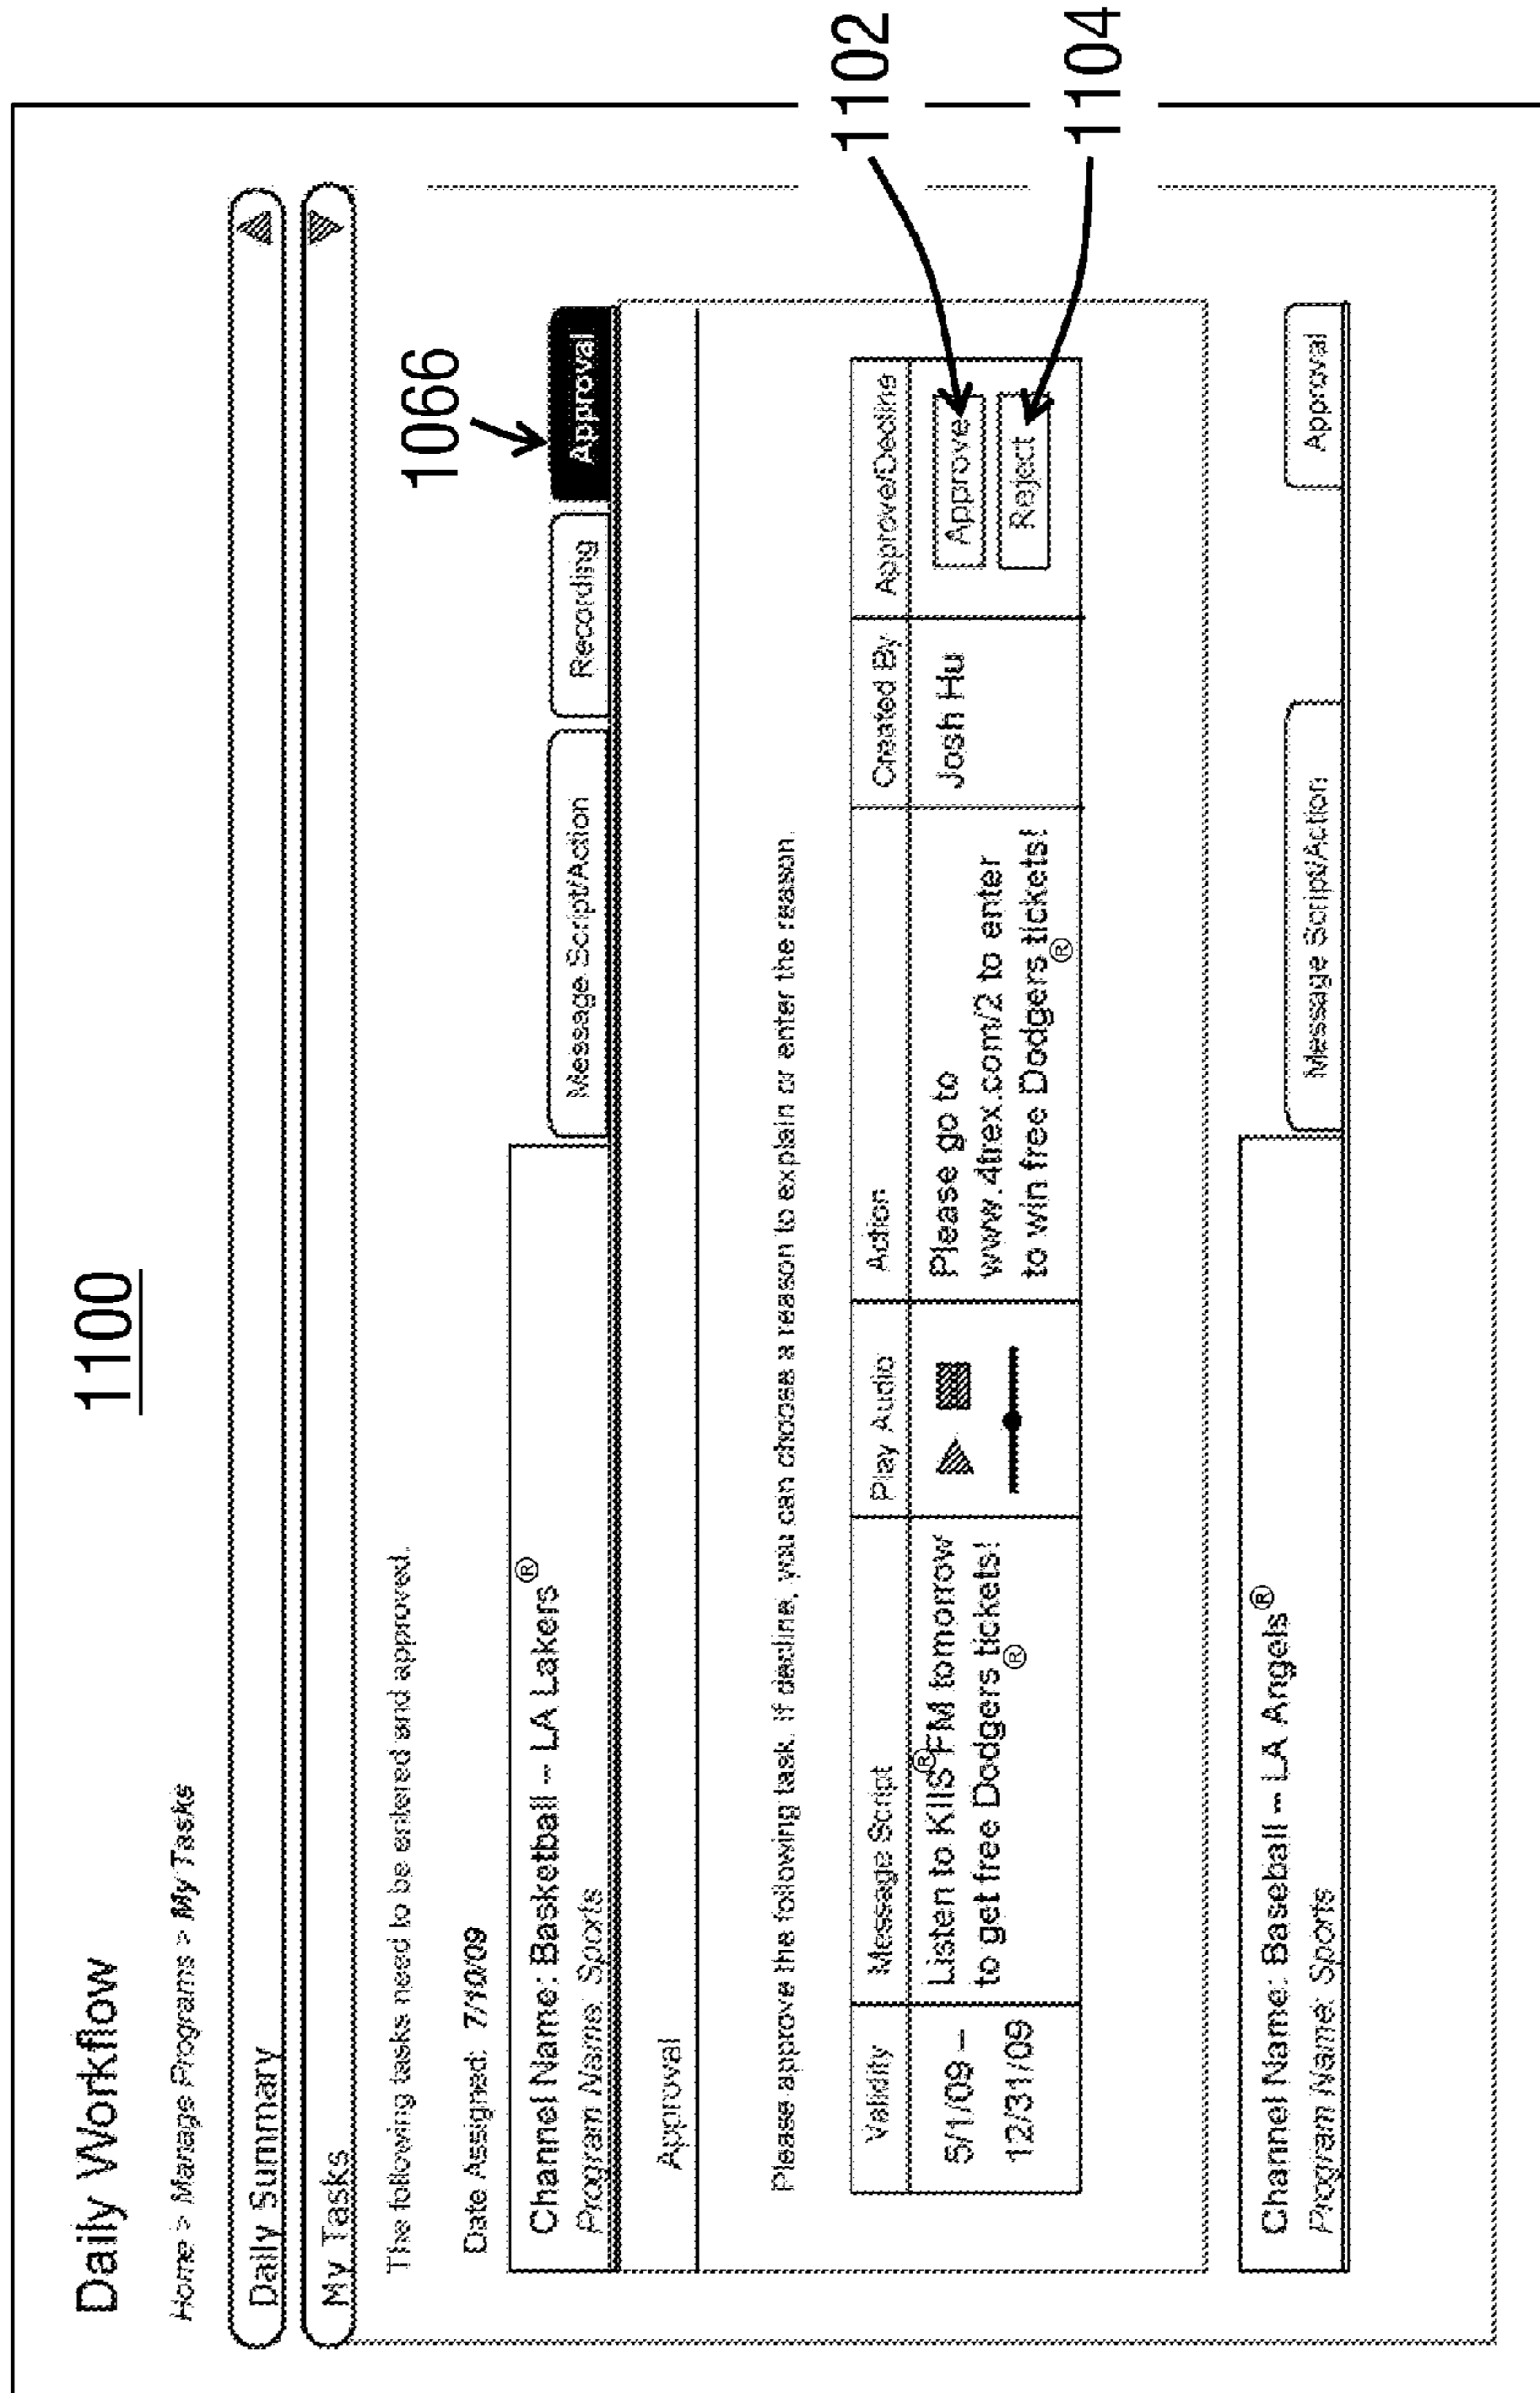 1100
Daily Workflow
Home > Manage Programs > My Tasks
Daily Summary
My Tasks
The following tasks need to be entered and approved.
Date Assigned: 7/10/09
1066
Channel Name: Basketball -- LA Lakers®
Program Name: Sports
Message Script/Action
Recording
Approval
Approval
Please approve the following task. If decline, you can choose a reason to explain or enter the reason.
Validity
Message Script
Play Audio
Action
Created By
Approve/Decline
5/1/09 –
12/31/09
Listen to KIIS® FM tomorrow
to get free Dodgers® tickets!
Please go to
www.4trex.com/2 to enter
to win free Dodgers® tickets!
Josh Hu
Approve
Reject
1102
1104
Channel Name: Baseball -- LA Angels®
Program Name: Sports
Message Script/Action
Approval